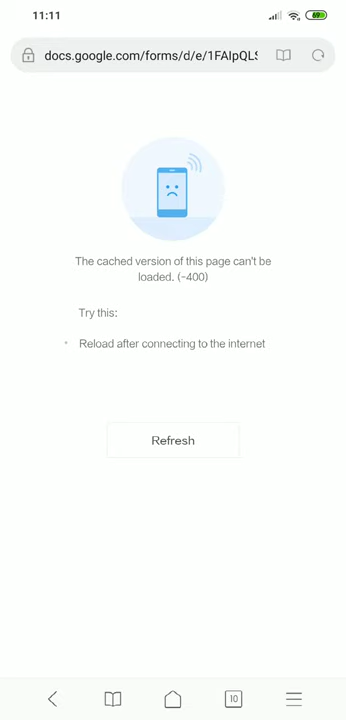 11:11
69
docs.google.com/forms/d/e/1FAIpQLS
The cached version of this page can't be
loaded. (-400)
Try this:
Reload after connecting to the internet
Refresh
10